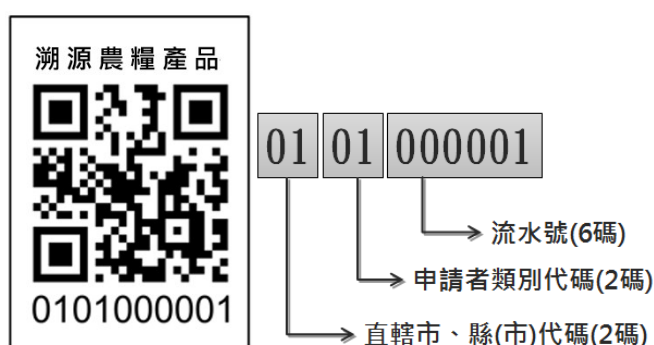 溯源農糧產品
0101000001
01 01 000001
流水號(6碼)
申請者類別代碼(2碼)
直轄市、縣(市)代碼(2碼)